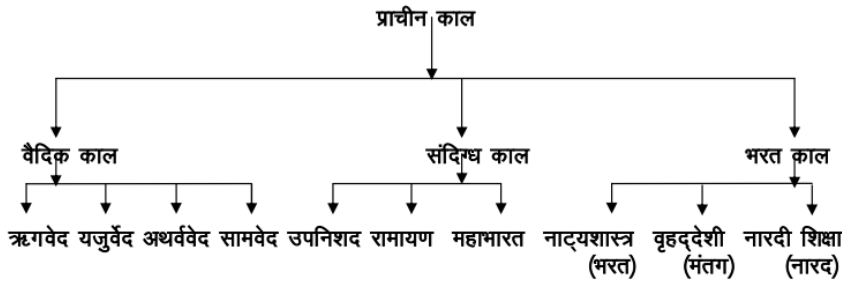 प्राचीन काल
वैदिक काल संदिग्ध काल भरत काल
ऋगवेद यजुर्वेद अथर्ववेद सामवेद उपनिशद रामायण महाभारत नाट्यशास्त्र वृहद्देशी नारदी शिक्षा
(भरत) (मंतग) (नारद)